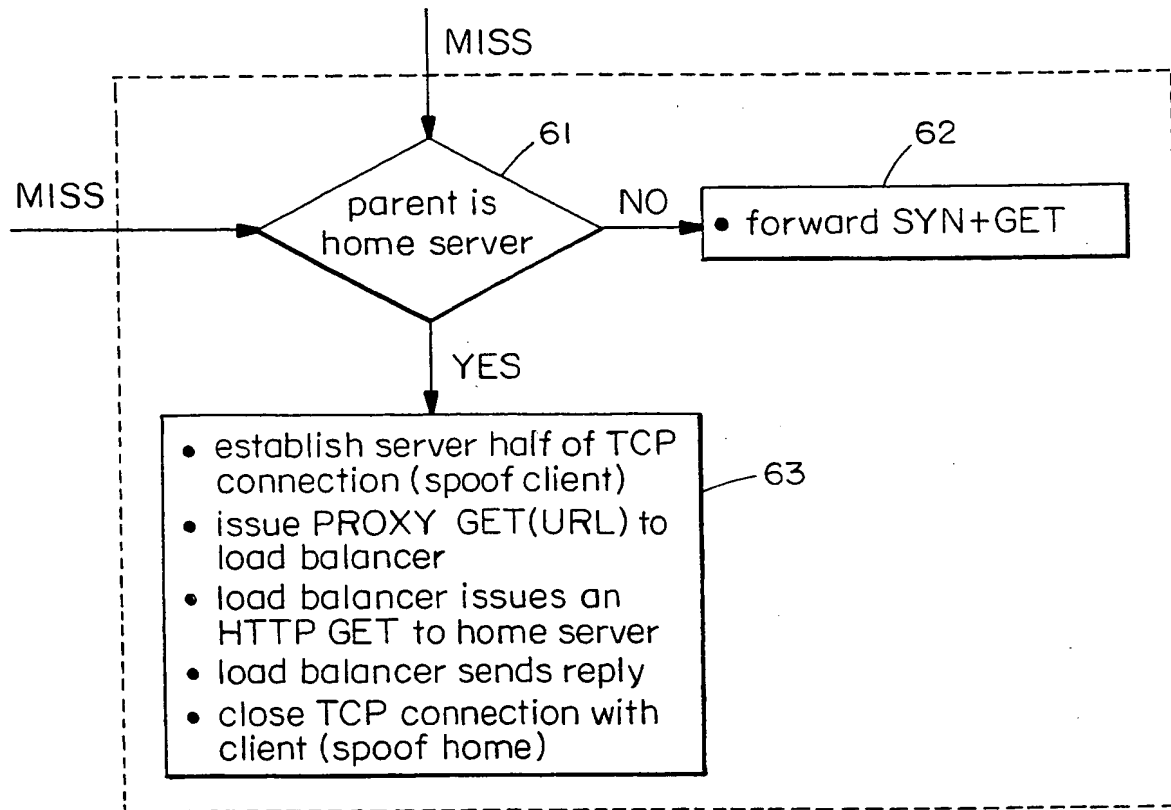 MISS
61
62
MISS
parent is
home server
NO
• forward SYN+GET
YES
• establish server half of TCP
connection (spoof client)
• issue PROXY GET(URL) to
load balancer
• load balancer issues an
HTTP GET to home server
• load balancer sends reply
• close TCP connection with
client (spoof home)
63